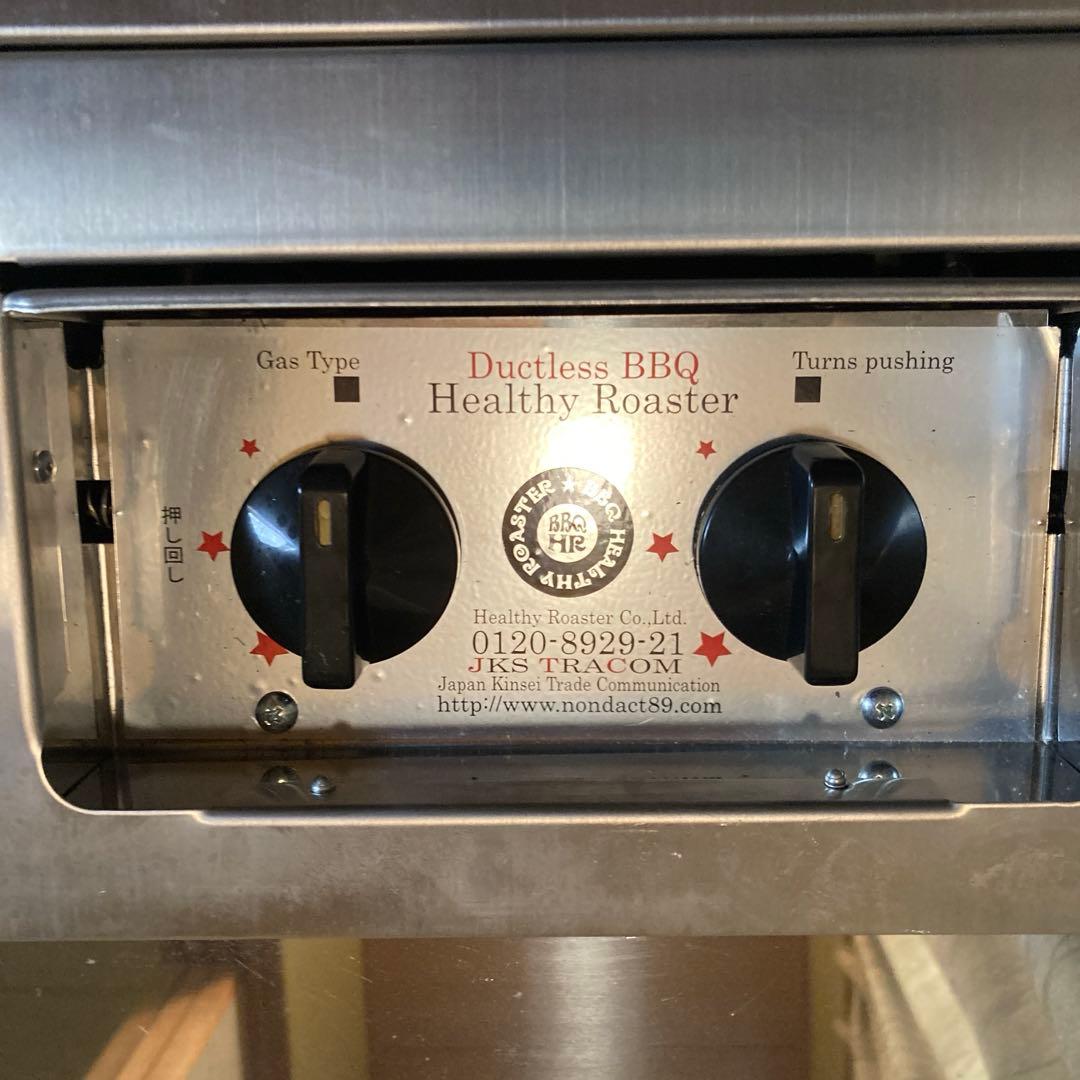 Gas Type
Ductless BBQ
Healthy Roaster
Turns pushing
押し回し
BBQ HEALTHY ROASTER
BBQ
HR
Healthy Roaster Co.,Ltd.
0120-8929-21
JKS TRACOM
Japan Kinsei Trade Communication
http://www.nondact89.com